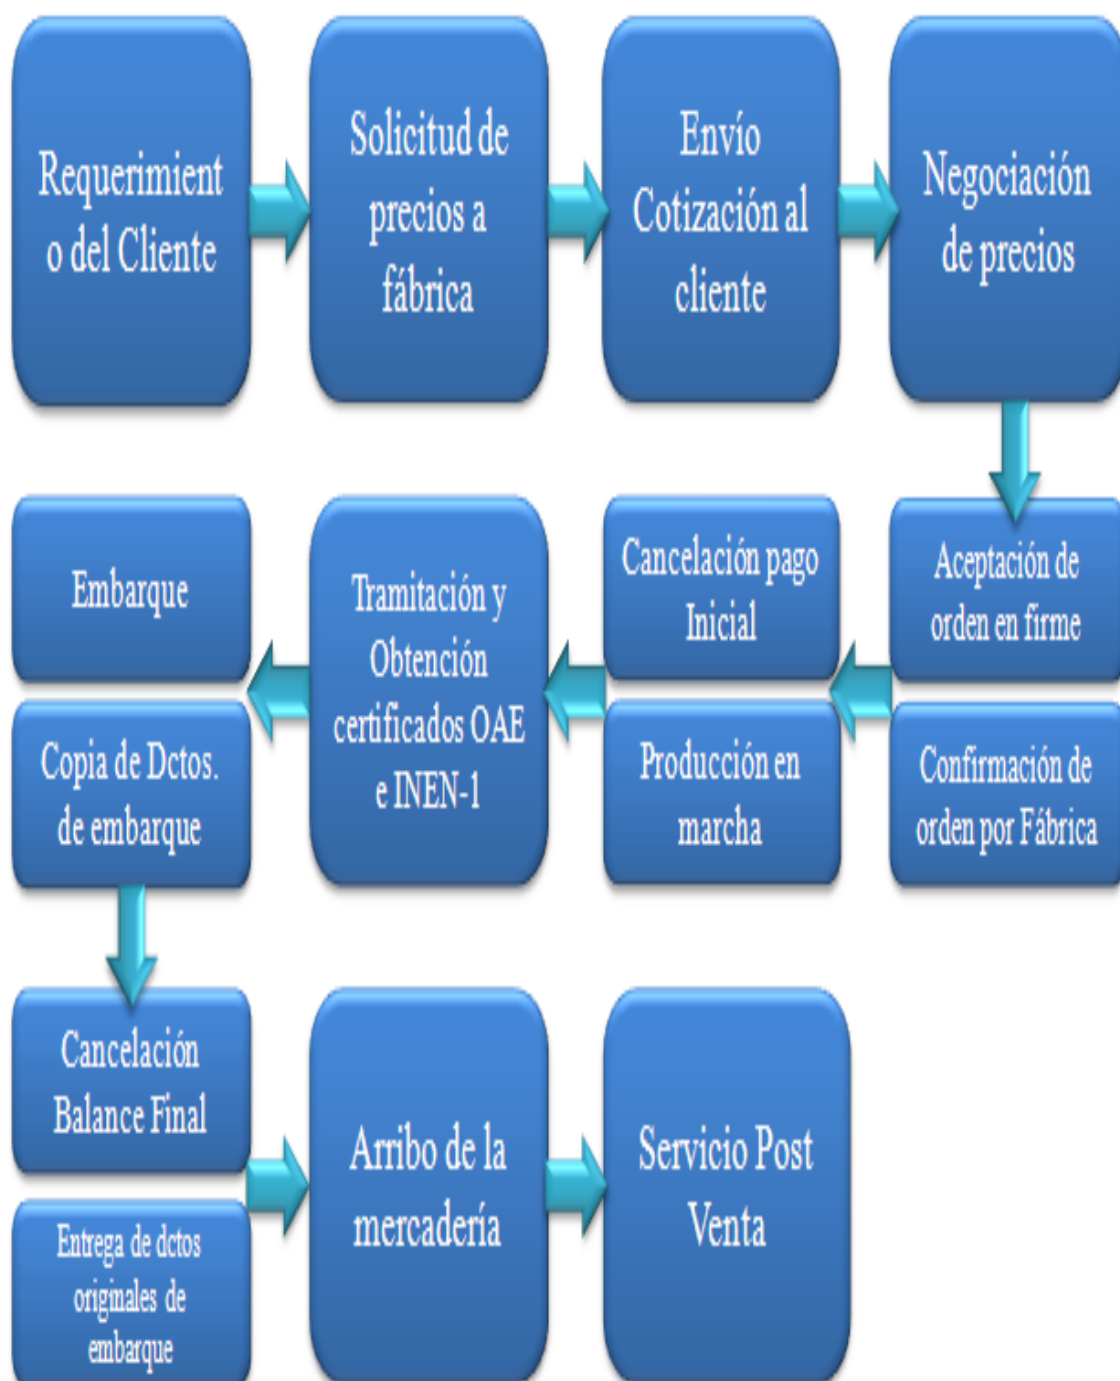 Requerimient
o del Cliente
Solicitud de
precios a
fábrica
Envío
Cotización al
cliente
Negociación
de precios
Aceptación de
orden en firme
Confirmación de
orden por Fábrica
Cancelación pago
Inicial
Producción en
marcha
Tramitación y
Obtención
certificados OAE
e INEN-1
Embarque
Copia de Dctos.
de embarque
Cancelación
Balance Final
Entrega de dctos
originales de
embarque
Arribo de la
mercadería
Servicio Post
Venta